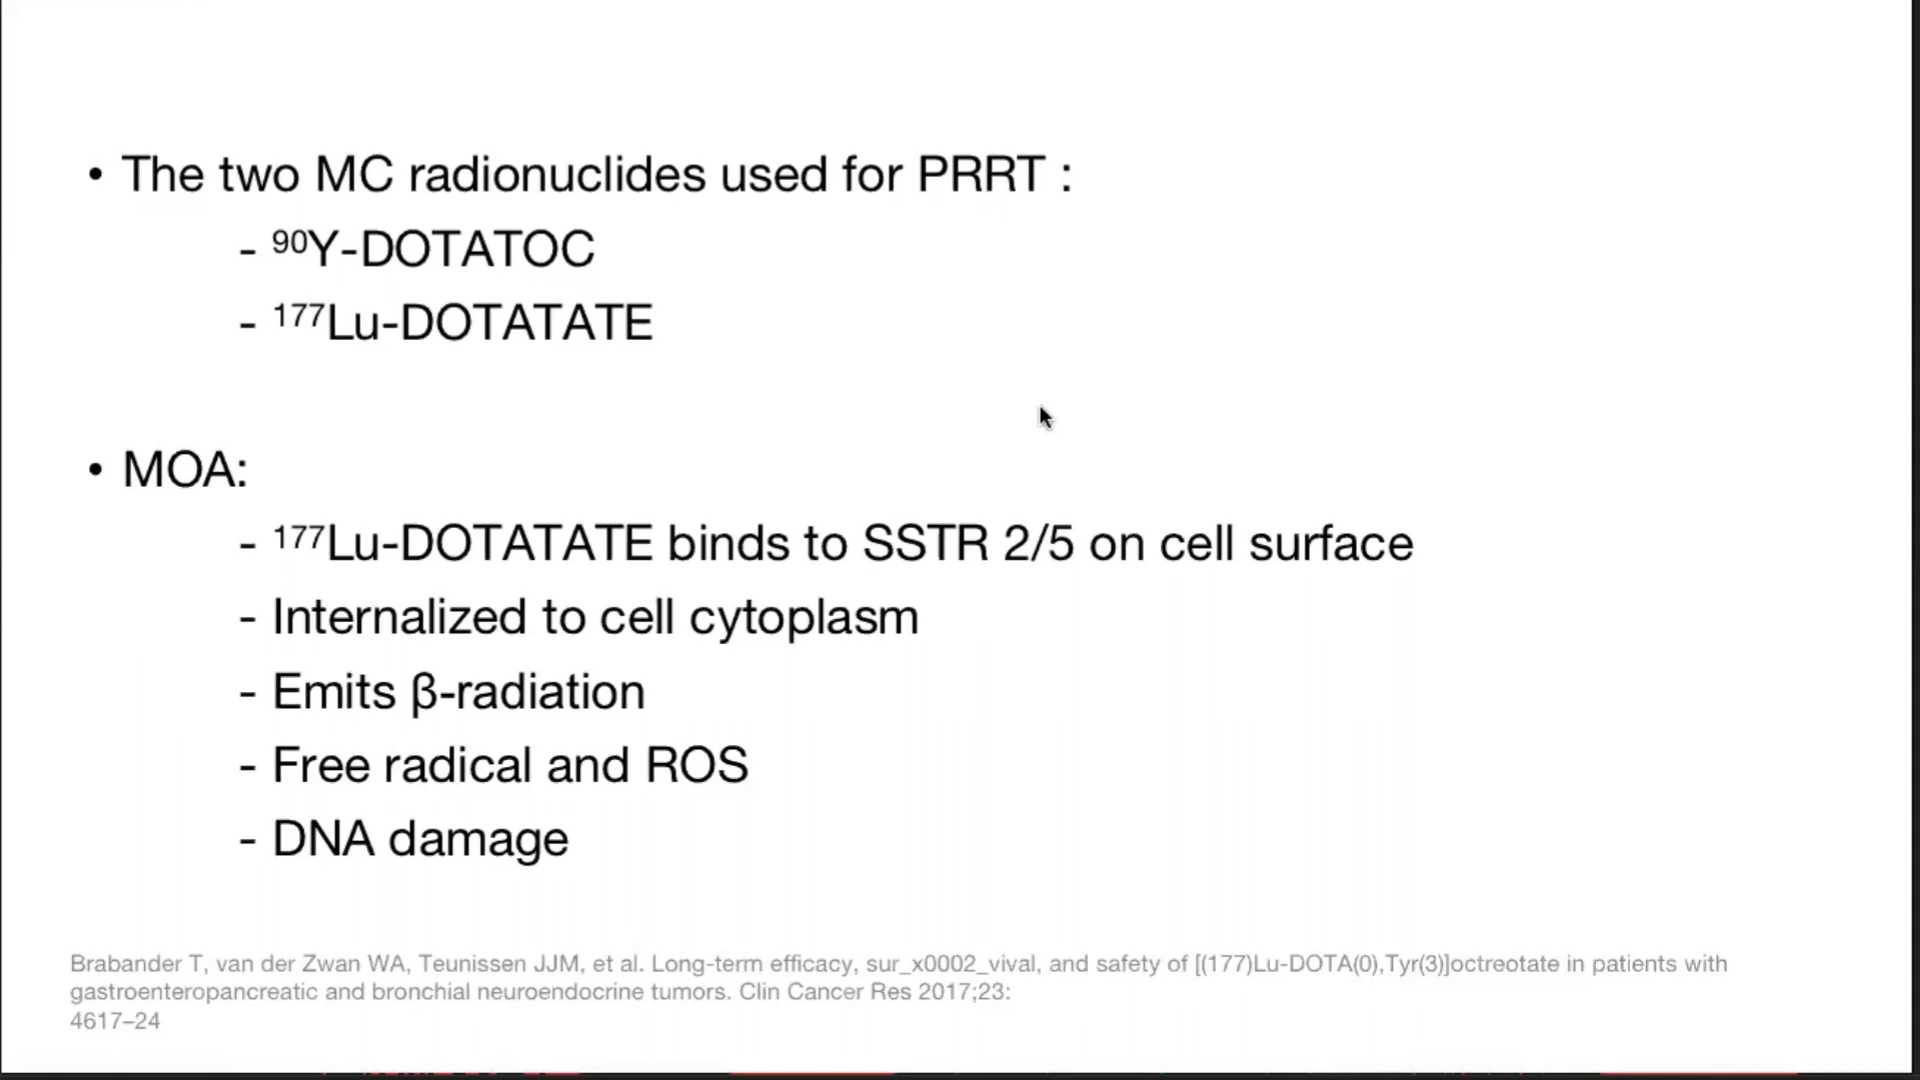 • The two MC radionuclides used for PRRT :
- ⁹⁰Y-DOTATOC
- ¹⁷⁷Lu-DOTATATE
• MOA:
- ¹⁷⁷Lu-DOTATATE binds to SSTR 2/5 on cell surface
- Internalized to cell cytoplasm
- Emits β-radiation
- Free radical and ROS
- DNA damage
Brabander T, van der Zwan WA, Teunissen JJM, et al. Long-term efficacy, sur_x0002_vival, and safety of [(177)Lu-DOTA(0),Tyr(3)]octreotate in patients with
gastroenteropancreatic and bronchial neuroendocrine tumors. Clin Cancer Res 2017;23:
4617–24